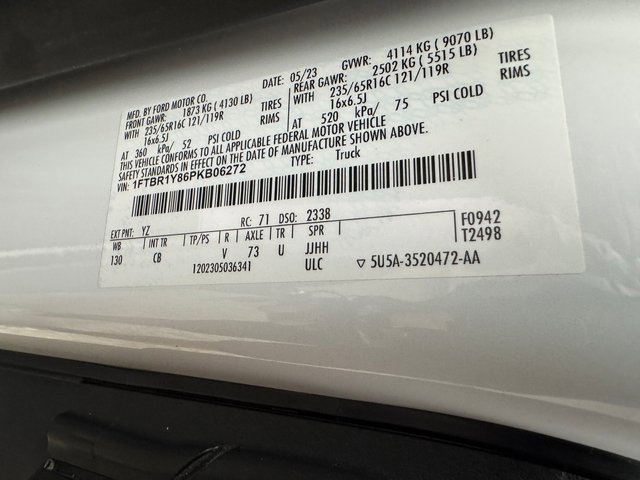 MFD. BY FORD MOTOR CO.
05/23
GVWR: 4114 KG ( 9070 LB)
FRONT GAWR: 1873 KG ( 4130 LB)
REAR GAWR: 2502 KG ( 5515 LB)
WITH 235/65R16C 121/119R TIRES
WITH 235/65R16C 121/119R TIRES
16x6.5J RIMS
16x6.5J RIMS
AT 360 kPa/ 52 PSI COLD
AT 520 kPa/ 75 PSI COLD
THIS VEHICLE CONFORMS TO ALL APPLICABLE FEDERAL MOTOR VEHICLE
SAFETY STANDARDS IN EFFECT ON THE DATE OF MANUFACTURE SHOWN ABOVE.
VIN: 1FTBR1Y86PKB06272
TYPE: Truck
EXT PNT: YZ RC: 71 DSO: 2338
WB INT TR TP/PS R AXLE TR SPR
130 CB V 73 U JJHH
1202305036341 ULC
F0942
T2498
▽ 5U5A-3520472-AA